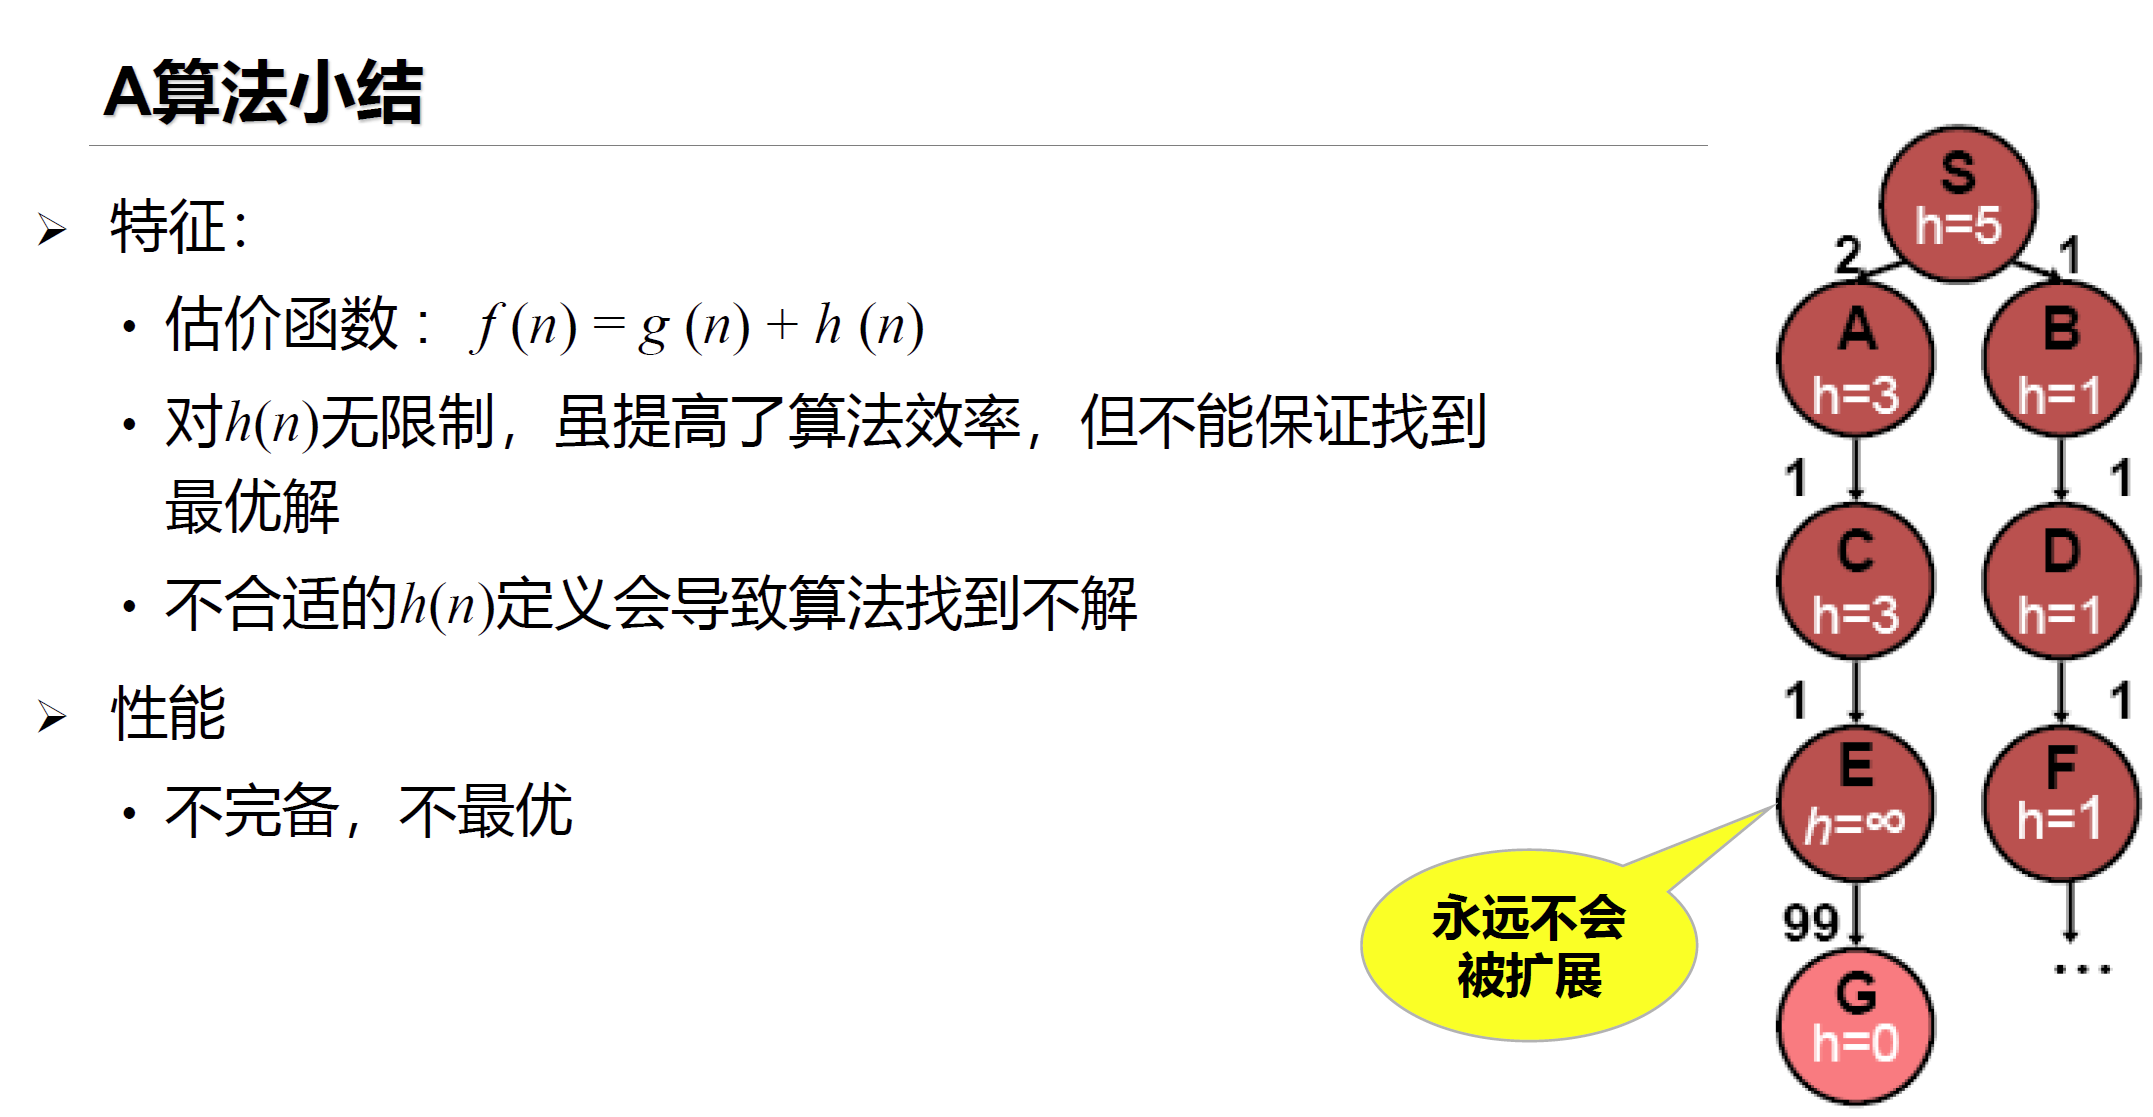 A算法小结
特征：
估价函数： f (n) = g (n) + h (n)
对h(n)无限制，虽提高了算法效率，但不能保证找到
最优解
不合适的h(n)定义会导致算法找到不解
性能
不完备，不最优
S
h=5
2
1
A
h=3
B
h=1
1
1
C
h=3
D
h=1
1
1
E
h=∞
F
h=1
永远不会
被扩展
99
…
G
h=0